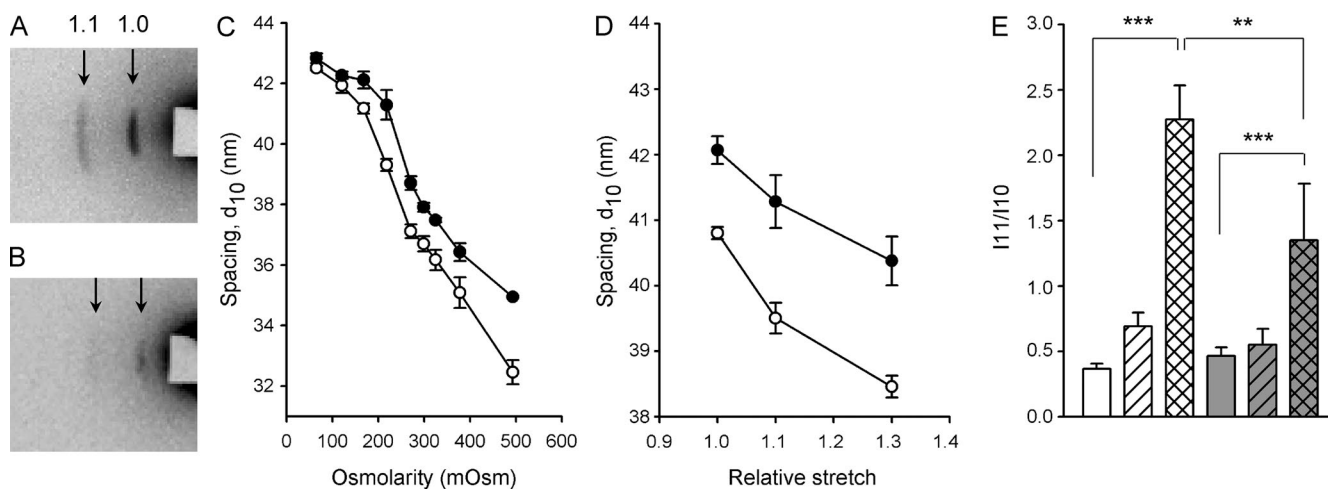 A
1.1 1.0
B
C
Spacing, d10 (nm)
44
42
40
38
36
34
32
0 100 200 300 400 500 600
Osmolarity (mOsm)
D
Spacing, d10 (nm)
43
42
41
40
39
38
0.9 1.0 1.1 1.2 1.3 1.4
Relative stretch
E
I11/I10
3.0
2.5
2.0
1.5
1.0
0.5
0.0
*** **
***